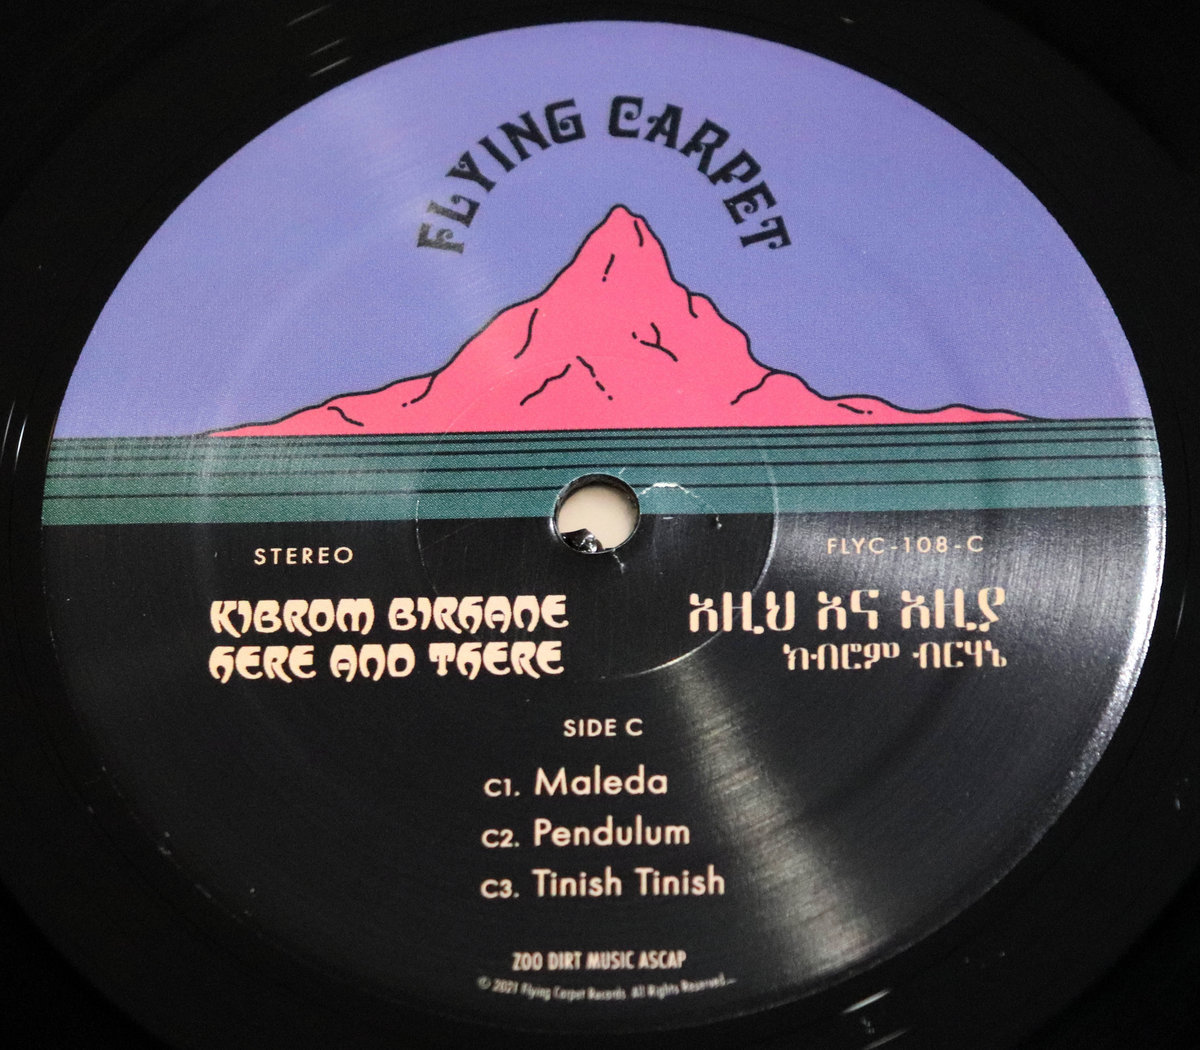 FLYING CARPET
STEREO
FLYC-108-C
KIBROM BIRHANE
HERE AND THERE
እዚህ እና እዚያ
ክብሮም ብርሃኔ
SIDE C
C1. Maleda
C2. Pendulum
C3. Tinish Tinish
ZOO DIRT MUSIC ASCAP
© 2021 Flying Carpet Records. All Rights Reserved.